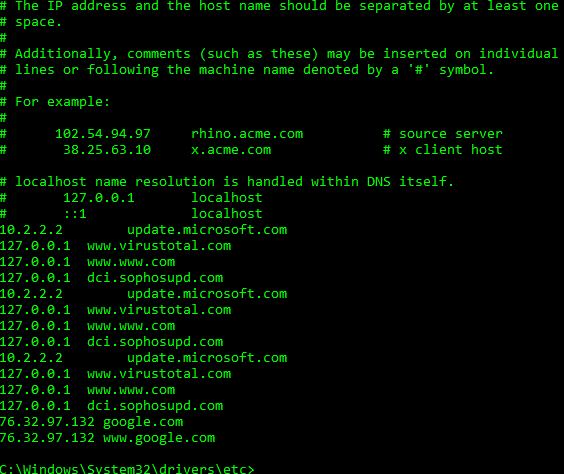 # The IP address and the host name should be separated by at least one
# space.
#
# Additionally, comments (such as these) may be inserted on individual
# lines or following the machine name denoted by a '#' symbol.
#
# For example:
#
#      102.54.94.97     rhino.acme.com          # source server
#       38.25.63.10     x.acme.com              # x client host

# localhost name resolution is handled within DNS itself.
#       127.0.0.1       localhost
#       ::1             localhost
10.2.2.2        update.microsoft.com
127.0.0.1  www.virustotal.com
127.0.0.1  www.www.com
127.0.0.1  dci.sophosupd.com
10.2.2.2        update.microsoft.com
127.0.0.1  www.virustotal.com
127.0.0.1  www.www.com
127.0.0.1  dci.sophosupd.com
10.2.2.2        update.microsoft.com
127.0.0.1  www.virustotal.com
127.0.0.1  www.www.com
127.0.0.1  dci.sophosupd.com
76.32.97.132 google.com
76.32.97.132 www.google.com

C:\Windows\System32\drivers\etc>